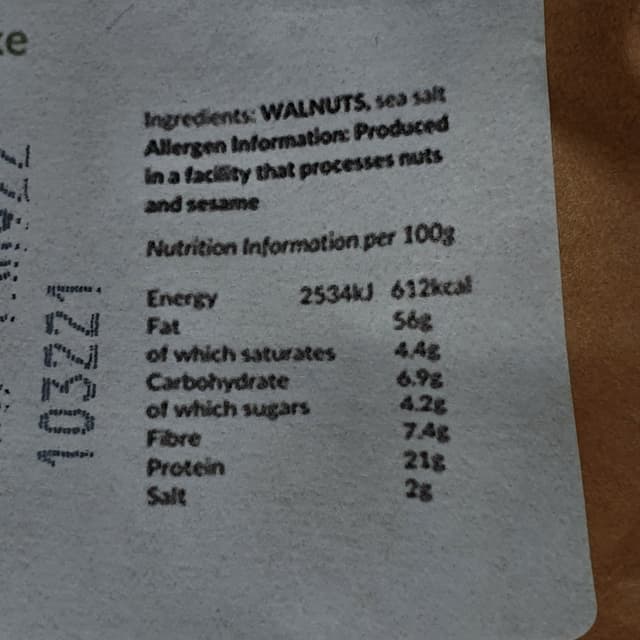 Ingredients: WALNUTS, sea salt
Allergen Information: Produced
in a facility that processes nuts
and sesame
Nutrition Information per 100g
Energy 2534kJ 612kcal
Fat 56g
of which saturates 4.4g
Carbohydrate 6.9g
of which sugars 4.2g
Fibre 7.4g
Protein 21g
Salt 2g
103221